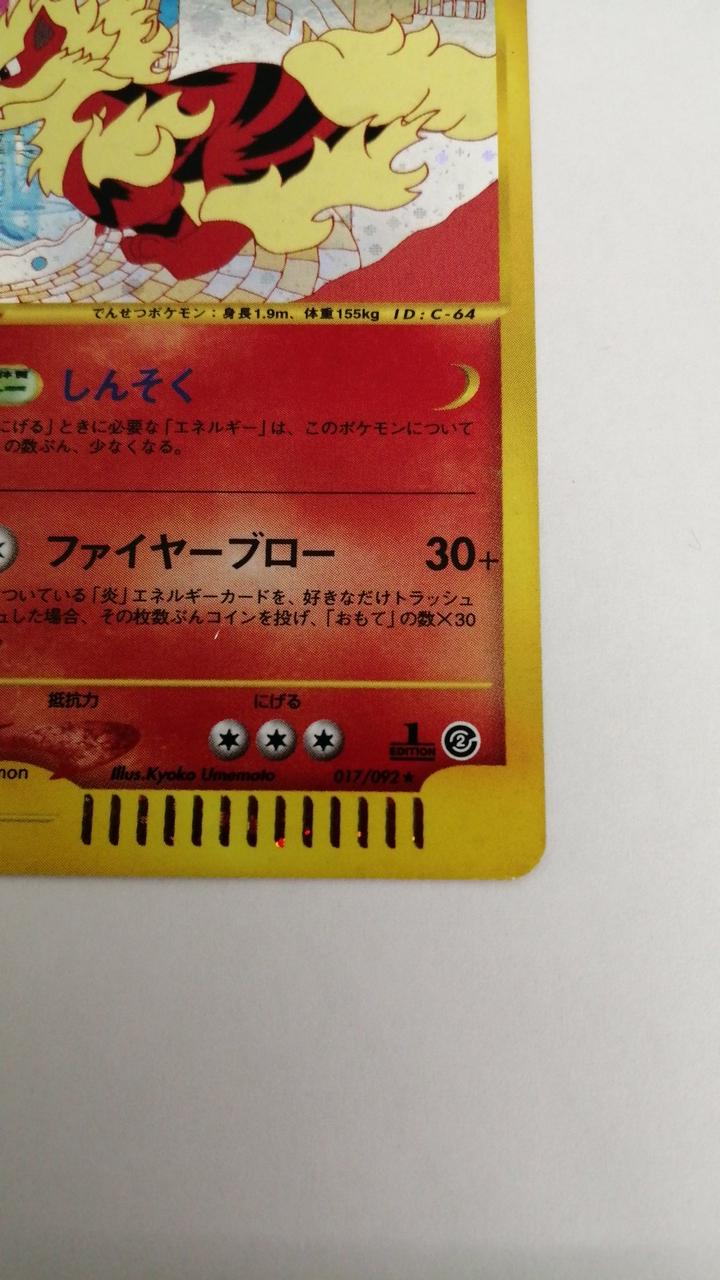 でんせつポケモン：身長1.9m、体重155kg ID:C-64
しんそく
にげる」ときに必要な「エネルギー」は、このポケモンについて
の数ぶん、少なくなる。
ファイヤーブロー 30+
ついている「炎」エネルギーカードを、好きなだけトラッシュ
ュした場合、その枚数ぶんコインを投げ、「おもて」の数×30
抵抗力 にげる
1
EDITION 2
mon Illus.Kyoko Umemoto 017/092★